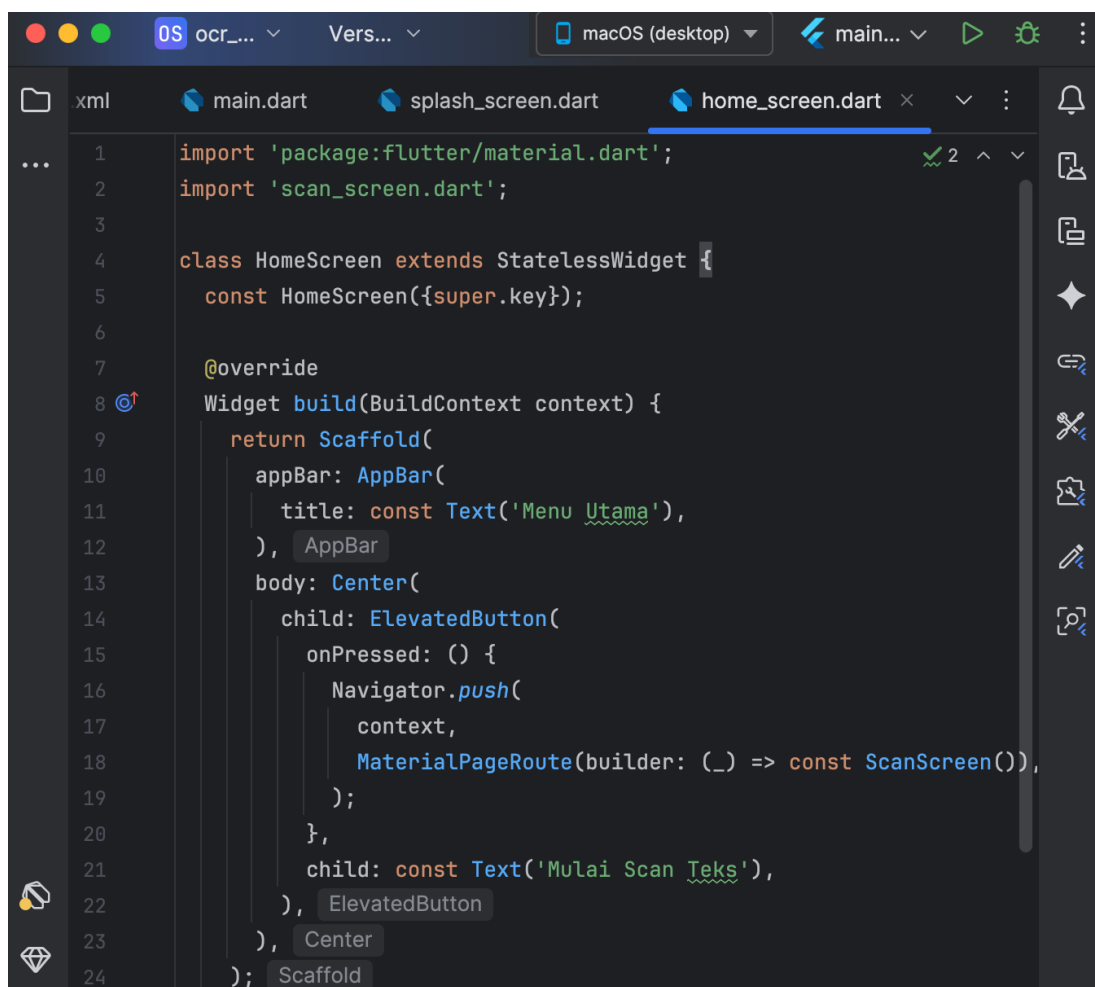 OS ocr_... Vers... macOS (desktop) main...
.xml main.dart splash_screen.dart home_screen.dart
1 import 'package:flutter/material.dart'; 2
2 import 'scan_screen.dart';
3
4 class HomeScreen extends StatelessWidget {
5 const HomeScreen({super.key});
6
7 @override
8 Widget build(BuildContext context) {
9 return Scaffold(
10 appBar: AppBar(
11 title: const Text('Menu Utama'),
12 ), AppBar
13 body: Center(
14 child: ElevatedButton(
15 onPressed: () {
16 Navigator.push(
17 context,
18 MaterialPageRoute(builder: (_) => const ScanScreen()),
19 );
20 },
21 child: const Text('Mulai Scan Teks'),
22 ), ElevatedButton
23 ), Center
24 ); Scaffold